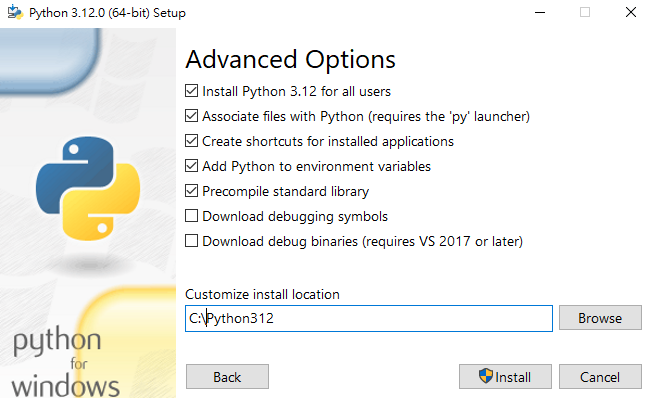 Python 3.12.0 (64-bit) Setup
Advanced Options
Install Python 3.12 for all users
Associate files with Python (requires the 'py' launcher)
Create shortcuts for installed applications
Add Python to environment variables
Precompile standard library
Download debugging symbols
Download debug binaries (requires VS 2017 or later)
Customize install location
C:\Python312
Browse
python
for
windows
Back
Install
Cancel